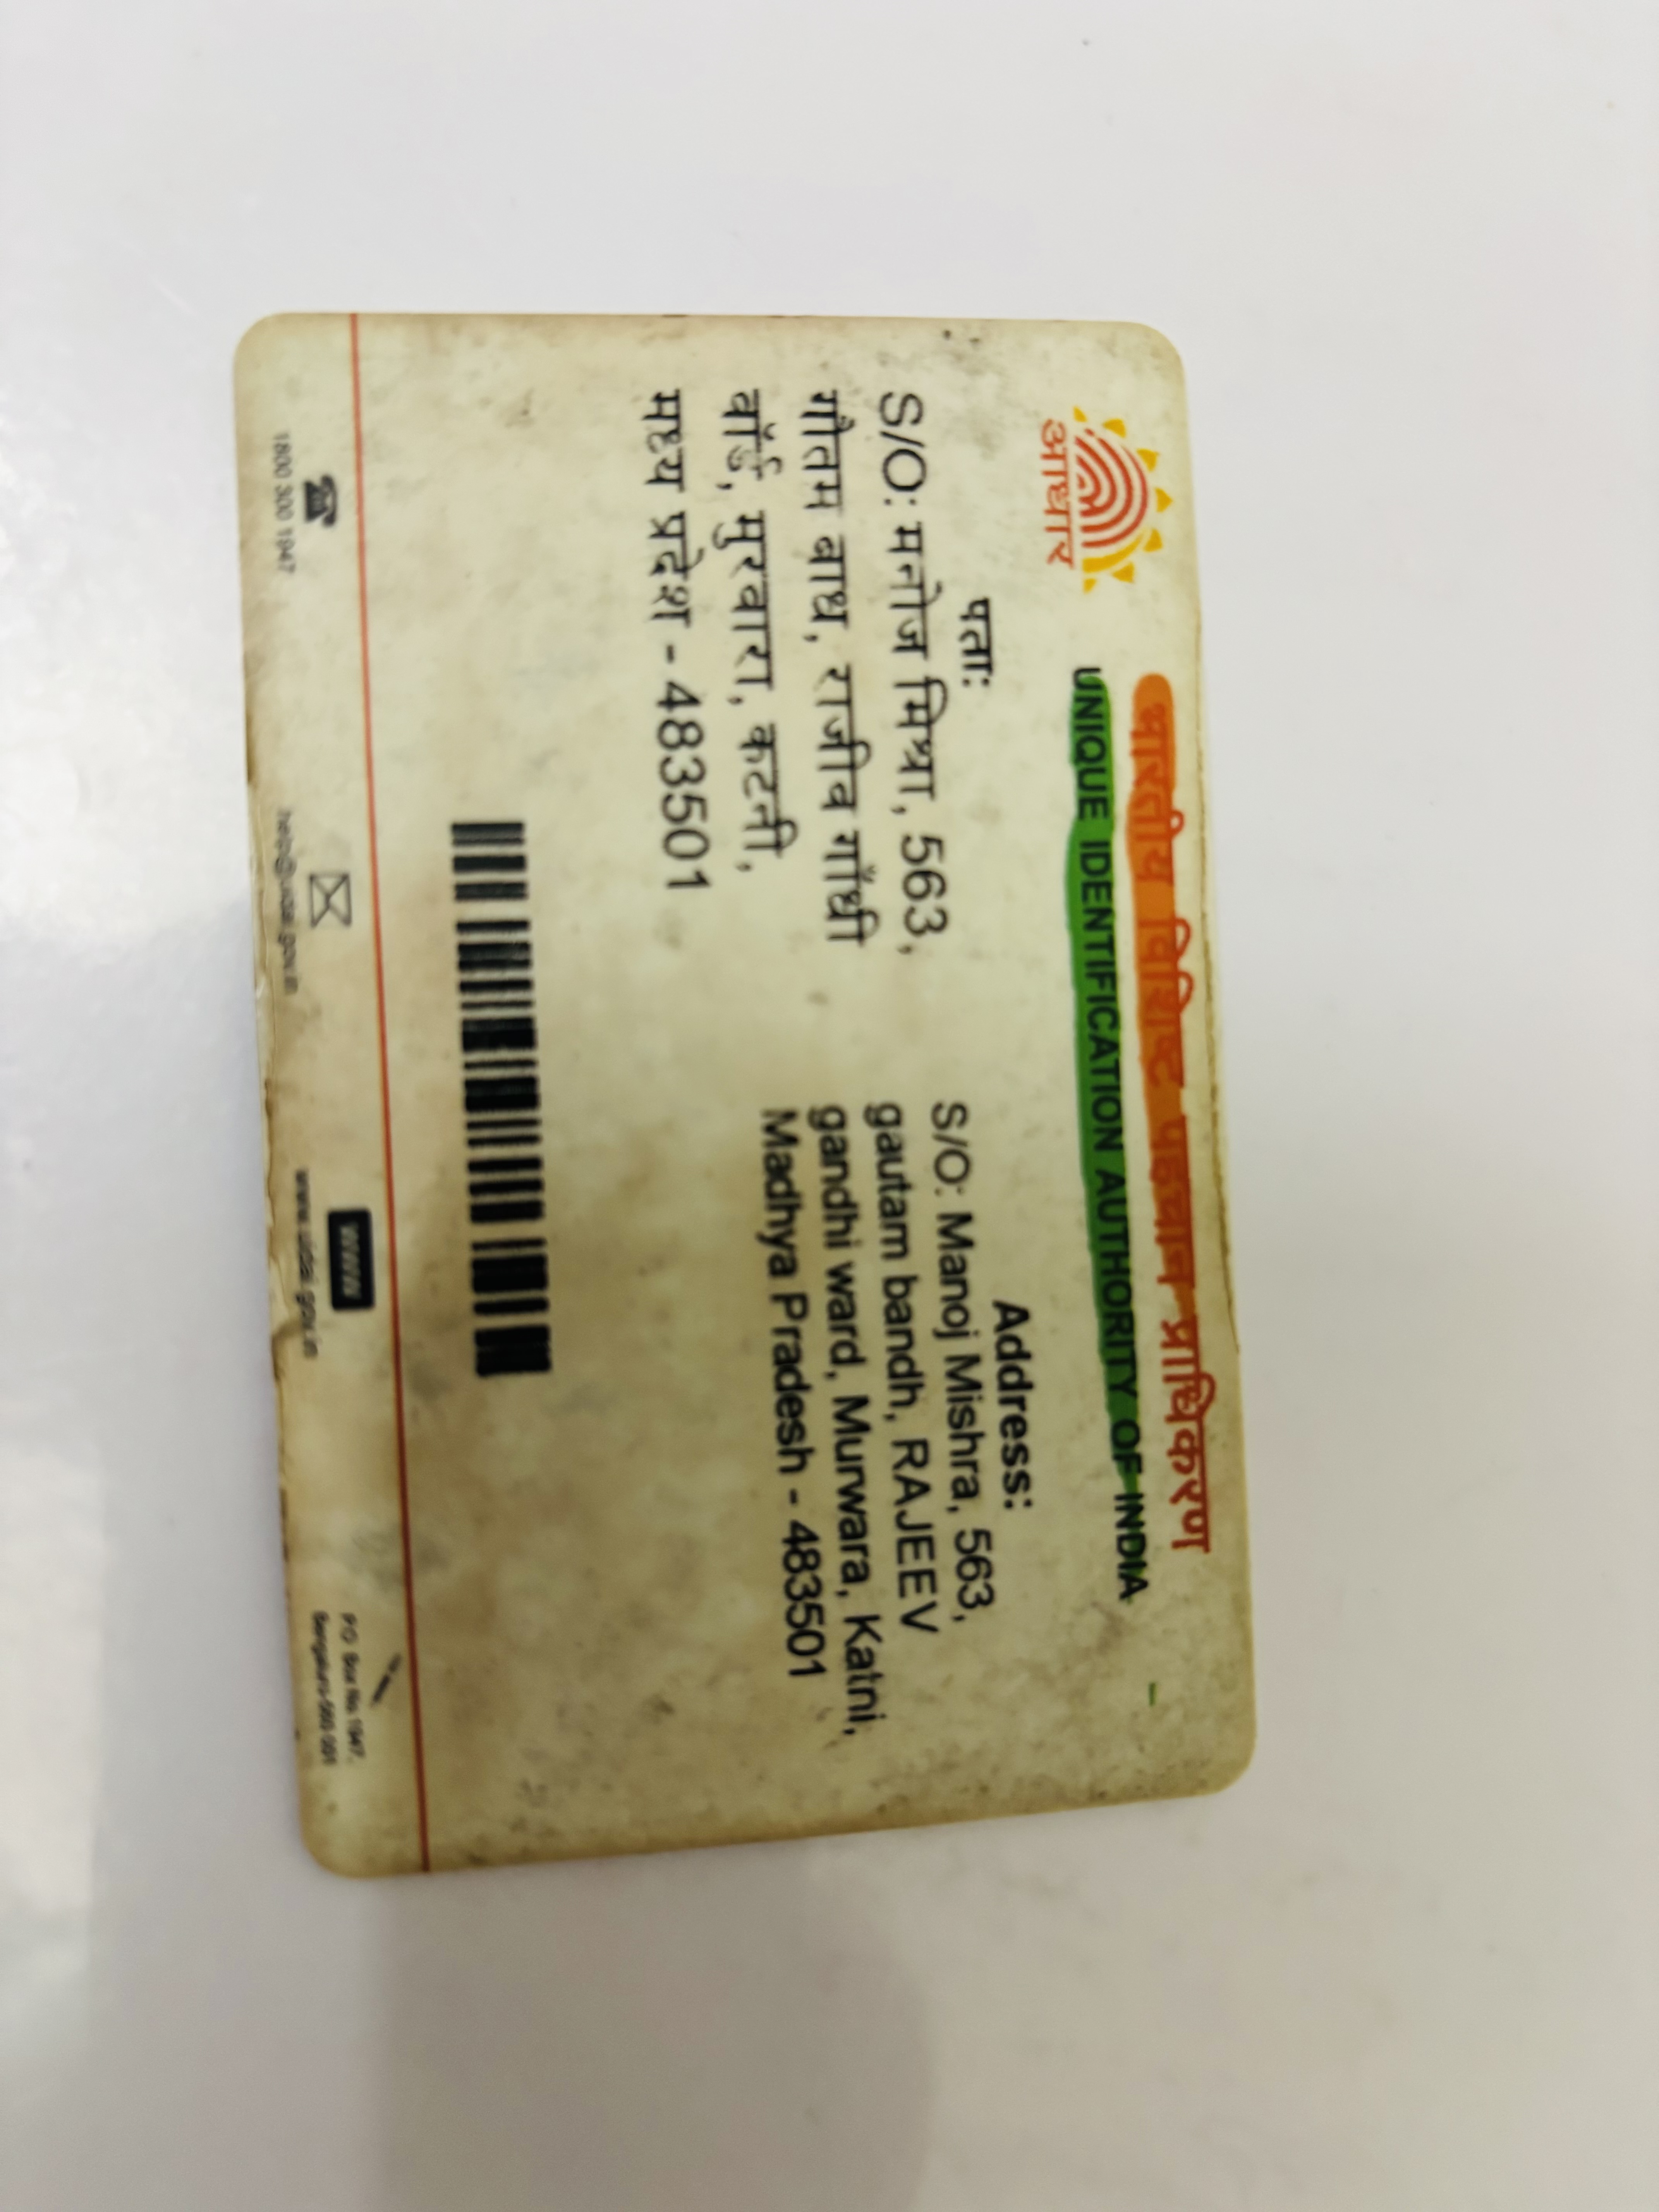 आधार
भारतीय विशिष्ट पहचान प्राधिकरण
UNIQUE IDENTIFICATION AUTHORITY OF INDIA
पता:
S/O: मनोज मिश्रा, 563,
गौतम बाध, राजीव गाँधी
वॉर्ड, मुरवारा, कटनी,
मध्य प्रदेश - 483501
Address:
S/O: Manoj Mishra, 563,
gautam bandh, RAJEEV
gandhi ward, Murwara, Katni,
Madhya Pradesh - 483501
1800 300 1947
help@uidai.gov.in
www
www.uidai.gov.in
P.O. Box No.1947,
Bengaluru-560 001